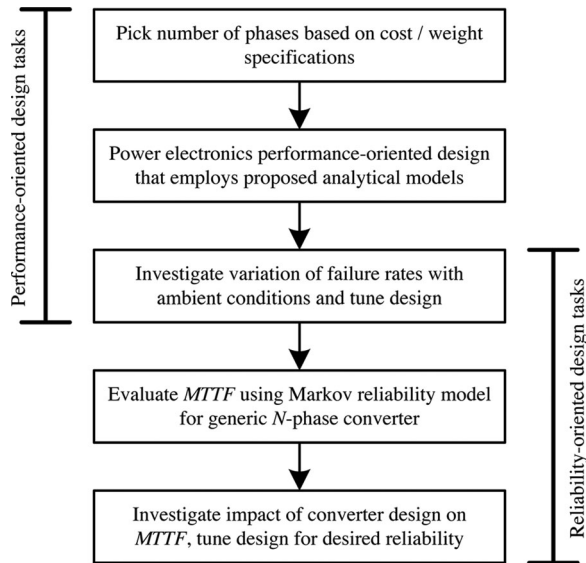 Performance-oriented design tasks
Pick number of phases based on cost / weight
specifications
Power electronics performance-oriented design
that employs proposed analytical models
Investigate variation of failure rates with
ambient conditions and tune design
Evaluate MTTF using Markov reliability model
for generic N-phase converter
Investigate impact of converter design on
MTTF, tune design for desired reliability
Reliability-oriented design tasks